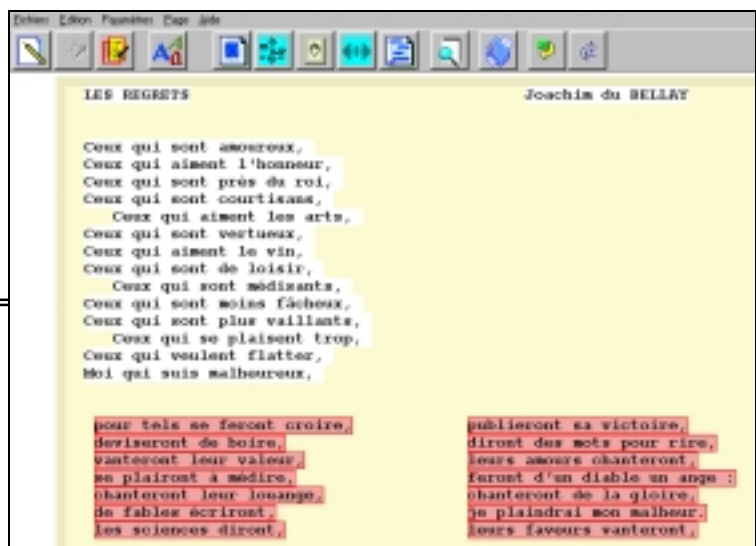 Fichier Edition Paramètres Page Aide
LES REGRETS Joachim du BELLAY
Ceux qui sont amoureux,
Ceux qui aiment l'honneur,
Ceux qui sont près du roi,
Ceux qui sont courtisans,
Ceux qui aiment les arts,
Ceux qui sont vertueux,
Ceux qui aiment le vin,
Ceux qui sont de loisir,
Ceux qui sont médisants,
Ceux qui sont moins fâcheux,
Ceux qui sont plus vaillants,
Ceux qui se plaisent trop,
Ceux qui veulent flatter,
Moi qui suis malheureux,
pour tels se feront croire,
deviseront de boire,
vanteront leur valeur,
se plairont à médire,
chanteront leur louange,
de fables écriront,
les sciences diront,
publieront sa victoire,
diront des mots pour rire,
leurs amours chanteront,
feront d'un diable un ange :
chanteront de la gloire,
je plaindrai mon malheur.
leurs faveurs vanteront,